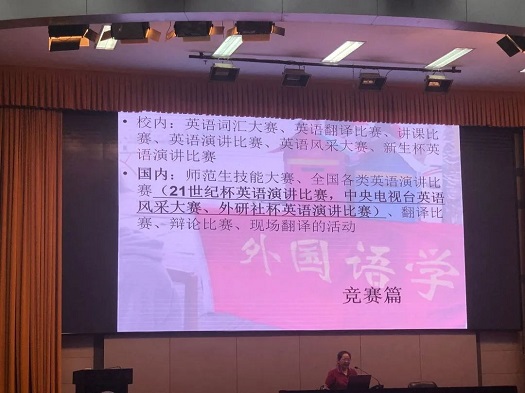 • 校内：英语词汇大赛、英语翻译比赛、讲课比
赛、英语演讲比赛、英语风采大赛、新生杯英
语演讲比赛
• 国内：师范生技能大赛、全国各类英语演讲比
赛（21世纪杯英语演讲比赛，中央电视台英语
风采大赛、外研社杯英语演讲比赛）、翻译比
赛、辩论比赛、现场翻译的活动
外国语学
竞赛篇